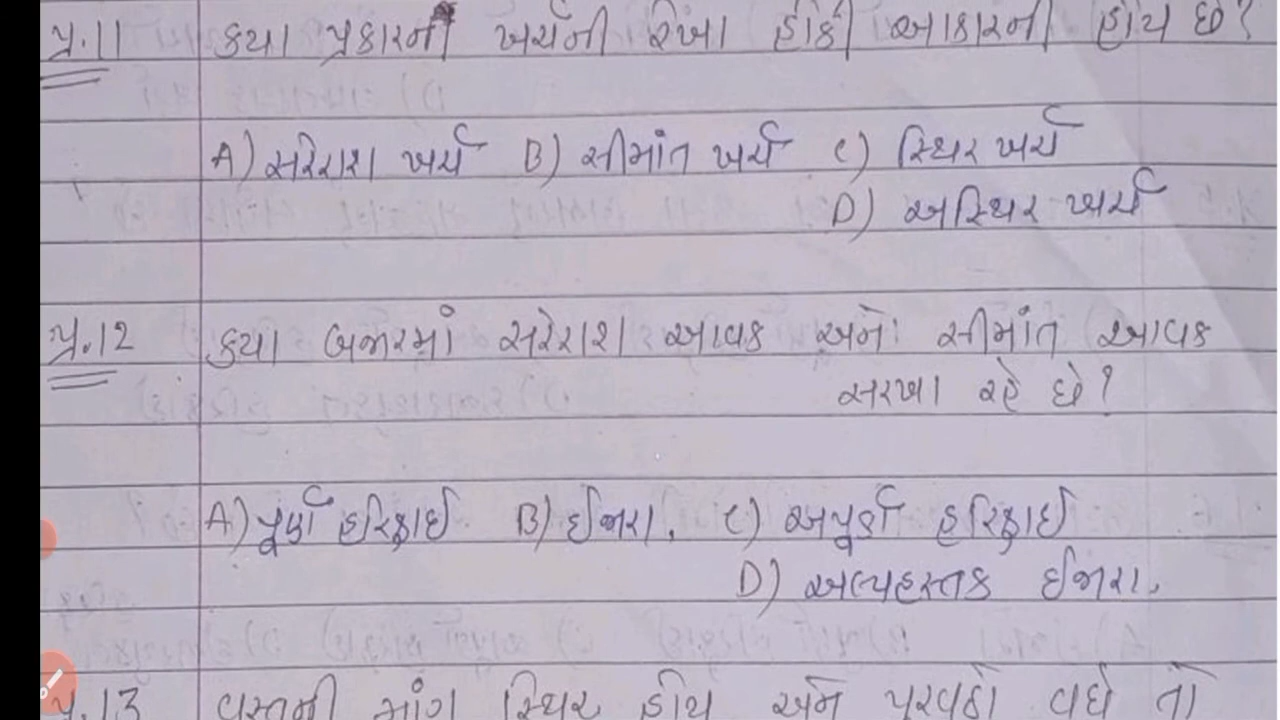 પ્ર.11 કયા પ્રકારની ખર્ચની રેખા હોકી આકારની હોય છે?
A) સરેરાશ ખર્ચ B) સીમાંત ખર્ચ C) સ્થિર ખર્ચ
D) અસ્થિર ખર્ચ
પ્ર.12 કયા બજારમાં સરેરાશ આવક અને સીમાંત આવક
સરખા રહે છે?
A) પૂર્ણ હરિફાઈ B) ઈજારા. C) અપૂર્ણ હરિફાઈ
D) અલ્પહસ્તક ઈજારા.
પ્ર.13 વસ્તુની માંગ સ્થિર હોય અને પુરવઠો વધે તો